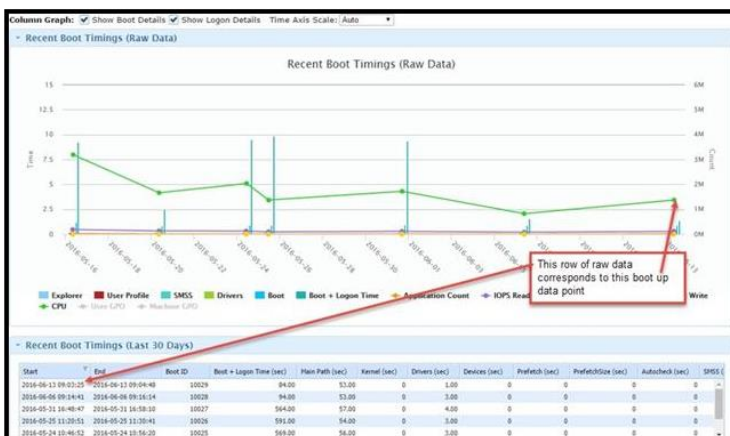 Column Graph: Show Boot Details Show Logon Details Time Axis Scale: Auto
Recent Boot Timings (Raw Data)
Recent Boot Timings (Raw Data)
15 6M
12.5 5M
10 4M
7.5 3M
5 2M
2.5 1M
0 0M
Time
Count
2016-05-16 2016-05-18 2016-05-20 2016-05-22 2016-05-24 2016-05-26 2016-05-28 2016-05-30 2016-06-01 2016-06-03
This row of raw data
corresponds to this boot up
data point
Explorer User Profile SMSS Drivers Boot Boot + Logon Time Application Count IOPS Read Write
CPU User GPO Machine GPO
Recent Boot Timings (Last 30 Days)
Start End Boot ID Boot + Logon Time (sec) Main Path (sec) Kernel (sec) Drivers (sec) Devices (sec) Prefetch (sec) PrefetchSize (sec) Autocheck (sec) SMSS (
2016-06-13 09:03:25 2016-06-13 09:04:48 10029 84.00 53.00 0 1.00 0 0 0 0
2016-06-06 09:14:41 2016-06-06 09:16:14 10028 94.00 53.00 0 3.00 0 0 0 0
2016-05-31 16:48:47 2016-05-31 16:58:10 10027 564.00 57.00 0 4.00 0 0 0 0
2016-05-25 11:20:51 2016-05-25 11:30:41 10026 591.00 54.00 0 3.00 0 0 0 0
2016-05-24 10:46:52 2016-05-24 10:56:20 10025 569.00 56.00 0 3.00 0 0 0 0